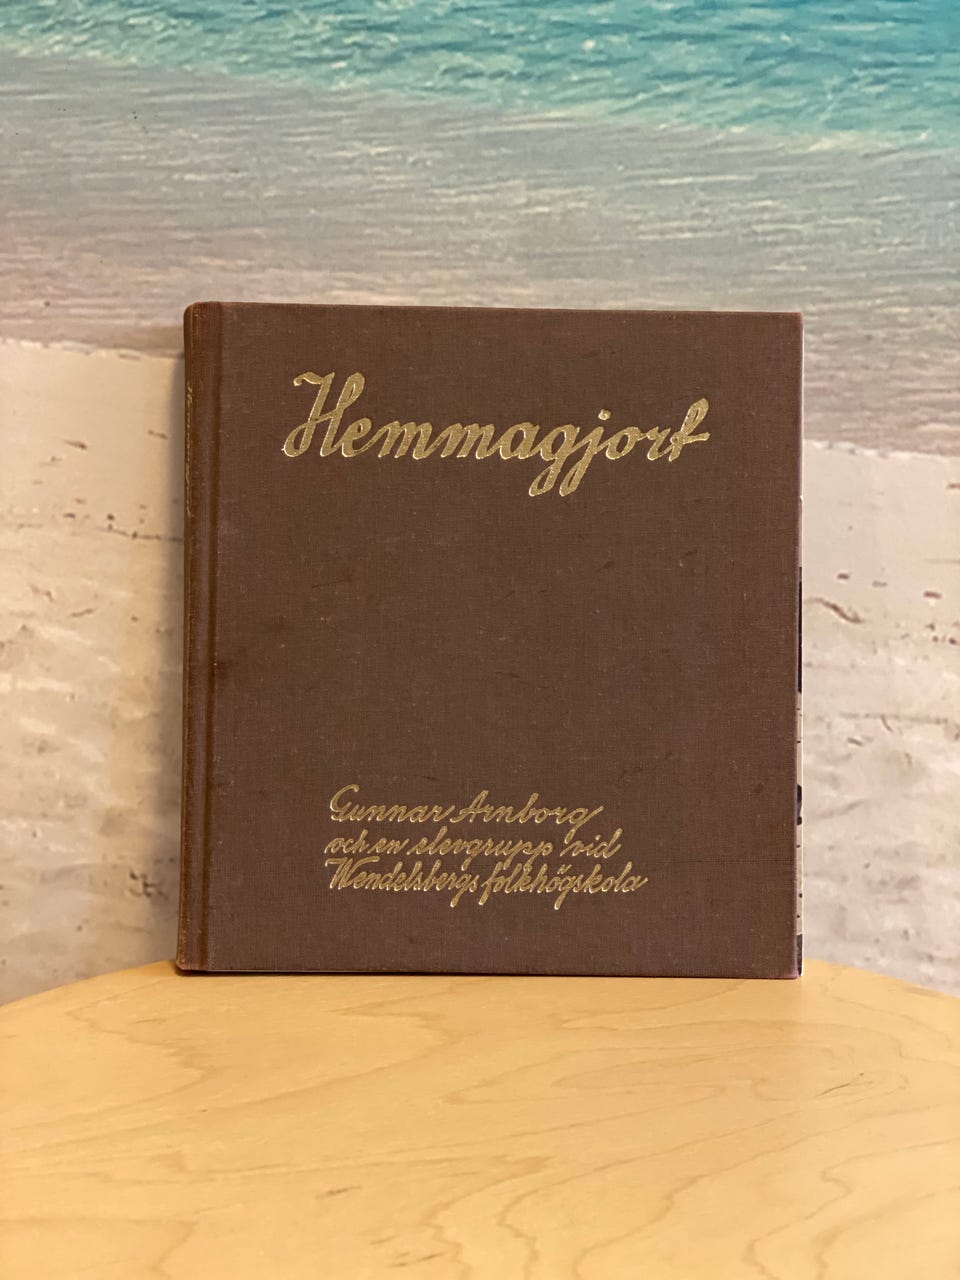 Hemmagjort
Gunnar Arnborg
och en elevgrupp vid
Wendelsbergs folkhögskola